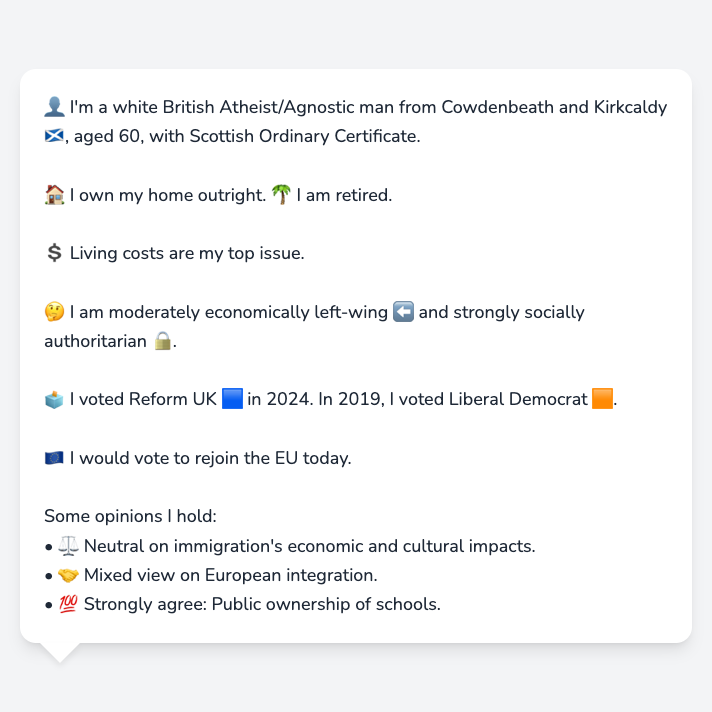 👤 I'm a white British Atheist/Agnostic man from Cowdenbeath and Kirkcaldy
🏴󠁧󠁢󠁳󠁣󠁴󠁿, aged 60, with Scottish Ordinary Certificate.
🏠 I own my home outright. 🌴 I am retired.
💲 Living costs are my top issue.
🤔 I am moderately economically left-wing ⬅️ and strongly socially
authoritarian 🔒.
🗳️ I voted Reform UK 🟦 in 2024. In 2019, I voted Liberal Democrat 🟧.
🇪🇺 I would vote to rejoin the EU today.
Some opinions I hold:
• ⚖️ Neutral on immigration's economic and cultural impacts.
• 🤝 Mixed view on European integration.
• 💯 Strongly agree: Public ownership of schools.